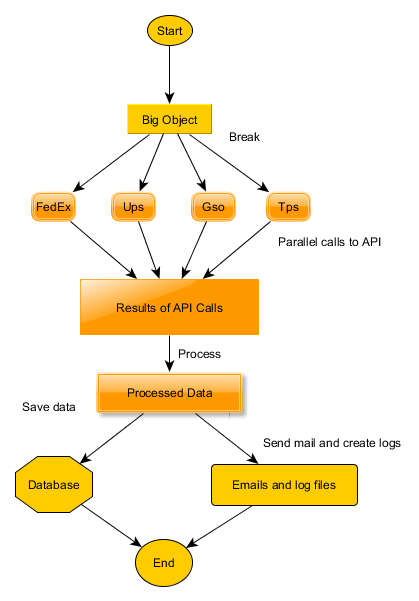 Start
Big Object
Break
FedEx
Ups
Gso
Tps
Parallel calls to API
Results of API Calls
Process
Processed Data
Save data
Send mail and create logs
Database
Emails and log files
End